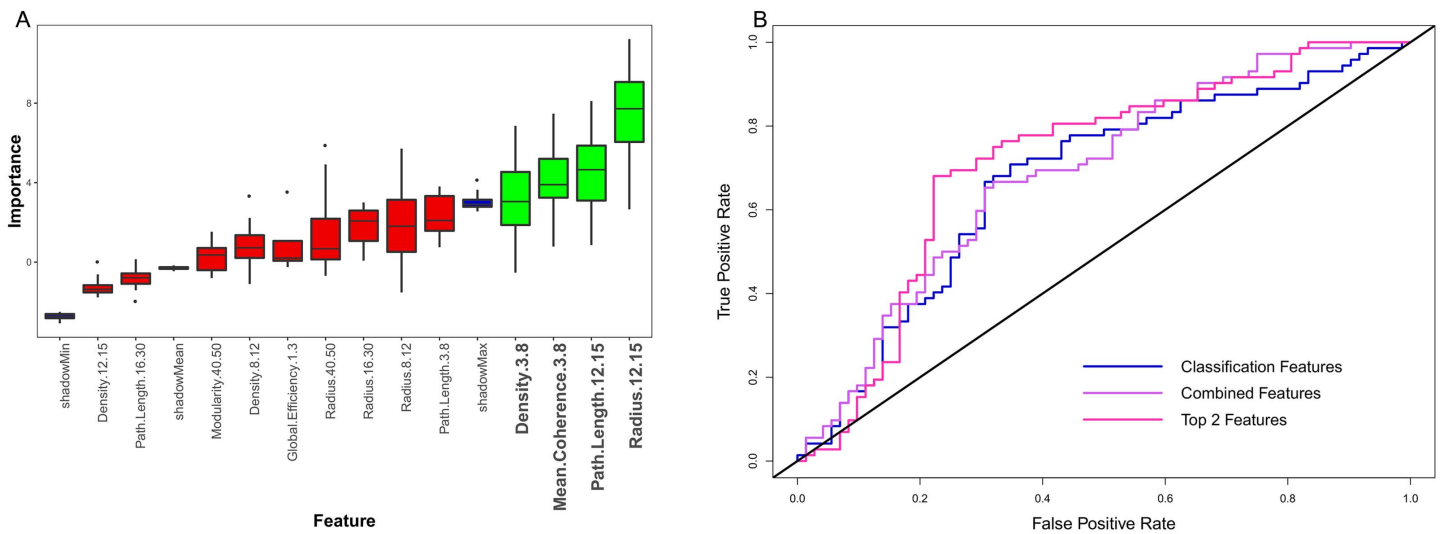 A
Importance
8
4
0
shadowMin
Density.12.15
Path.Length.16.30
shadowMean
Modularity.40.50
Density.8.12
Global.Efficiency.1.3
Radius.40.50
Radius.16.30
Radius.8.12
Path.Length.3.8
shadowMax
Density.3.8
Mean.Coherence.3.8
Path.Length.12.15
Radius.12.15
Feature
B
True Positive Rate
1.0
0.8
0.6
0.4
0.2
0.0
Classification Features
Combined Features
Top 2 Features
0.0 0.2 0.4 0.6 0.8 1.0
False Positive Rate